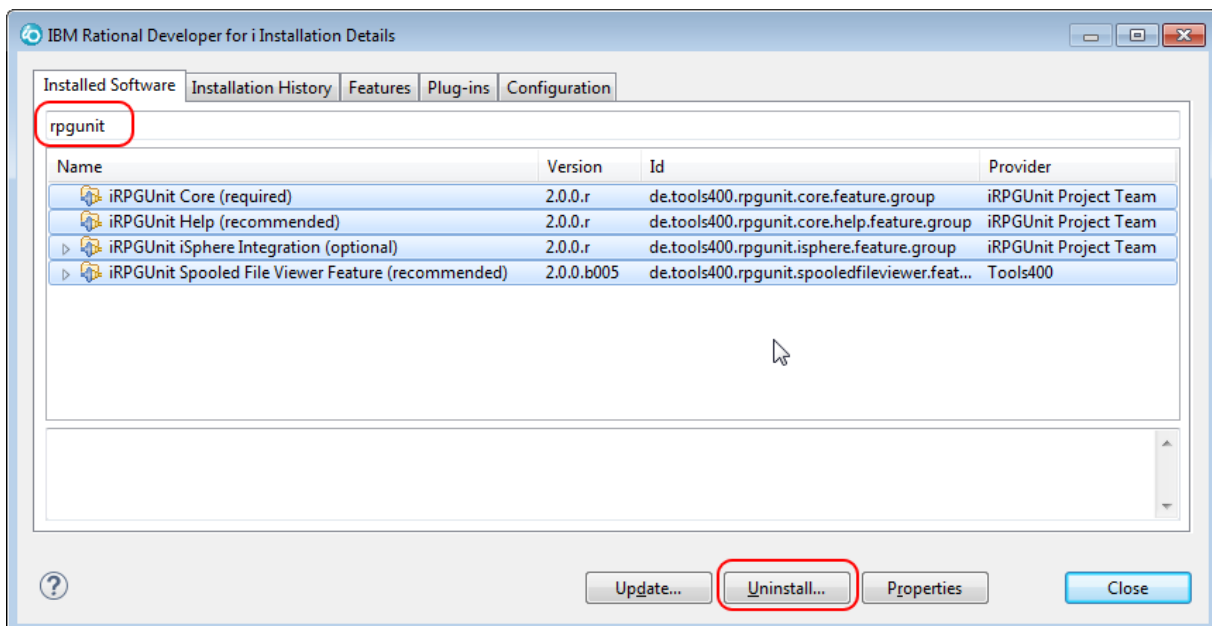 IBM Rational Developer for i Installation Details
Installed Software Installation History Features Plug-ins Configuration
rpgunit
Name Version Id Provider
iRPGUnit Core (required) 2.0.0.r de.tools400.rpgunit.core.feature.group iRPGUnit Project Team
iRPGUnit Help (recommended) 2.0.0.r de.tools400.rpgunit.core.help.feature.group iRPGUnit Project Team
iRPGUnit iSphere Integration (optional) 2.0.0.r de.tools400.rpgunit.isphere.feature.group iRPGUnit Project Team
iRPGUnit Spooled File Viewer Feature (recommended) 2.0.0.b005 de.tools400.rpgunit.spooledfileviewer.feat... Tools400
? Update... Uninstall... Properties Close